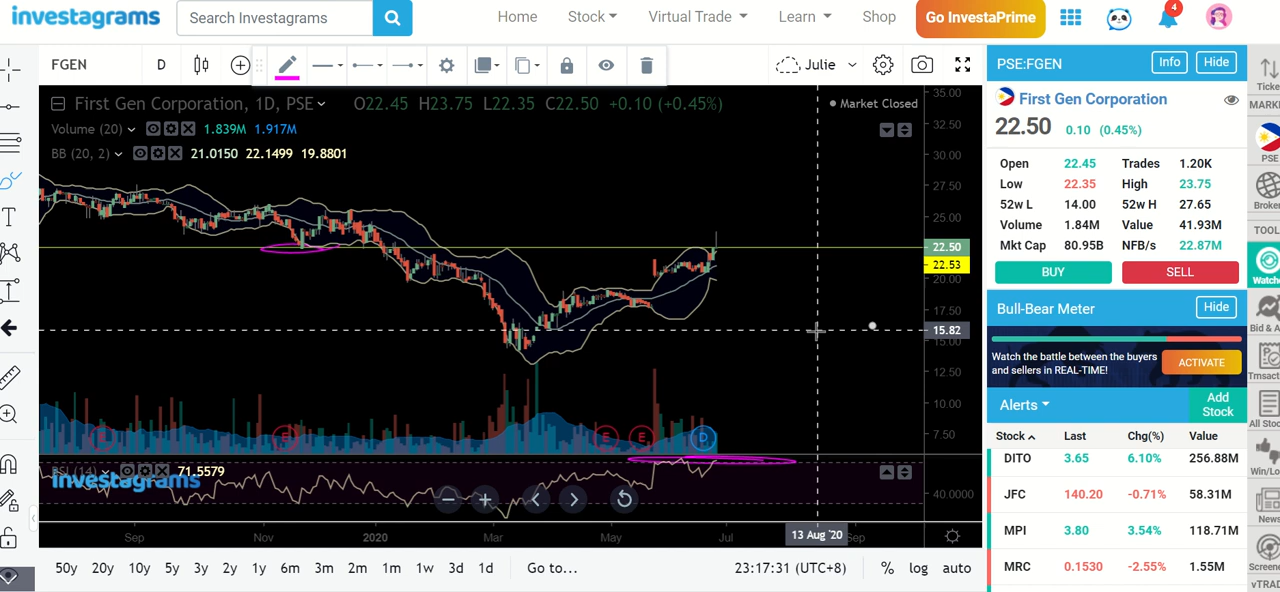 investagrams
Search Investagrams
Home
Stock
Virtual Trade
Learn
Shop
Go InvestaPrime
4
FGEN
D
Julie
First Gen Corporation, 1D, PSE
O22.45 H23.75 L22.35 C22.50 +0.10 (+0.45%)
Market Closed
Volume (20)
1.839M 1.917M
BB (20, 2)
21.0150 22.1499 19.8801
35.00
32.50
30.00
27.50
25.00
22.50
22.53
20.00
17.50
15.82
15.00
12.50
10.00
7.50
E
E
E
E
D
RSI (14)
71.5579
investagrams
40.0000
Sep
Nov
2020
Mar
May
Jul
13 Aug '20
Sep
50y 20y 10y 5y 3y 2y 1y 6m 3m 2m 1m 1w 3d 1d
Go to...
23:17:31 (UTC+8)
% log auto
PSE:FGEN
Info
Hide
First Gen Corporation
22.50 0.10 (0.45%)
Open 22.45 Trades 1.20K
Low 22.35 High 23.75
52w L 14.00 52w H 27.65
Volume 1.84M Value 41.93M
Mkt Cap 80.95B NFB/s 22.87M
BUY
SELL
Bull-Bear Meter
Hide
Watch the battle between the buyers
and sellers in REAL-TIME!
ACTIVATE
Alerts
Add
Stock
Stock Last Chg(%) Value
DITO 3.65 6.10% 256.88M
JFC 140.20 -0.71% 58.31M
MPI 3.80 3.54% 118.71M
MRC 0.1530 -2.55% 1.55M
PSE
TOOL
News